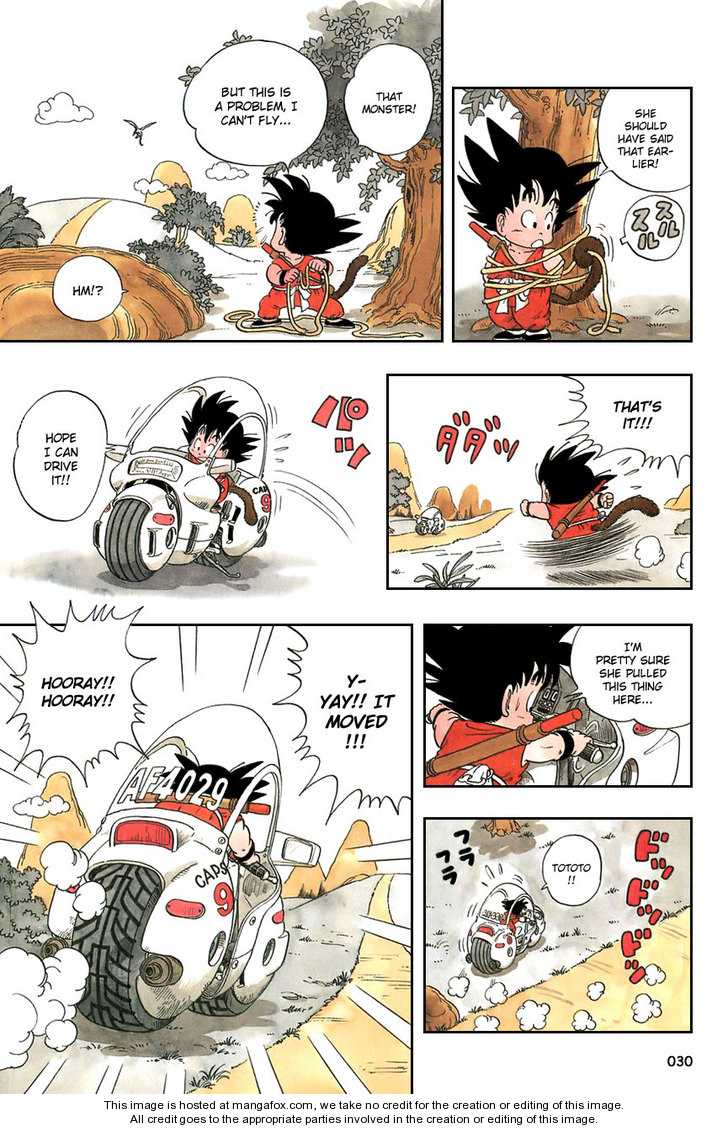 SHE
SHOULD
HAVE SAID
THAT EAR-
LIER!
スル
スル
THAT
MONSTER!
BUT THIS IS
A PROBLEM, I
CAN'T FLY...
HM!?
THAT'S
IT!!!
ダダダッ
パッ
HOPE
I CAN
DRIVE
IT!!
CAPS
9
I'M
PRETTY SURE
SHE PULLED
THIS THING
HERE...
ドドドド
TOTOTO
!!
フラ
フラ
Y-
YAY!! IT
MOVED
!!!
HOORAY!!
HOORAY!!
AF4029
CAPS
9
030
This image is hosted at mangafox.com, we take no credit for the creation or editing of this image.
All credit goes to the appropriate parties involved in the creation or editing of this image.